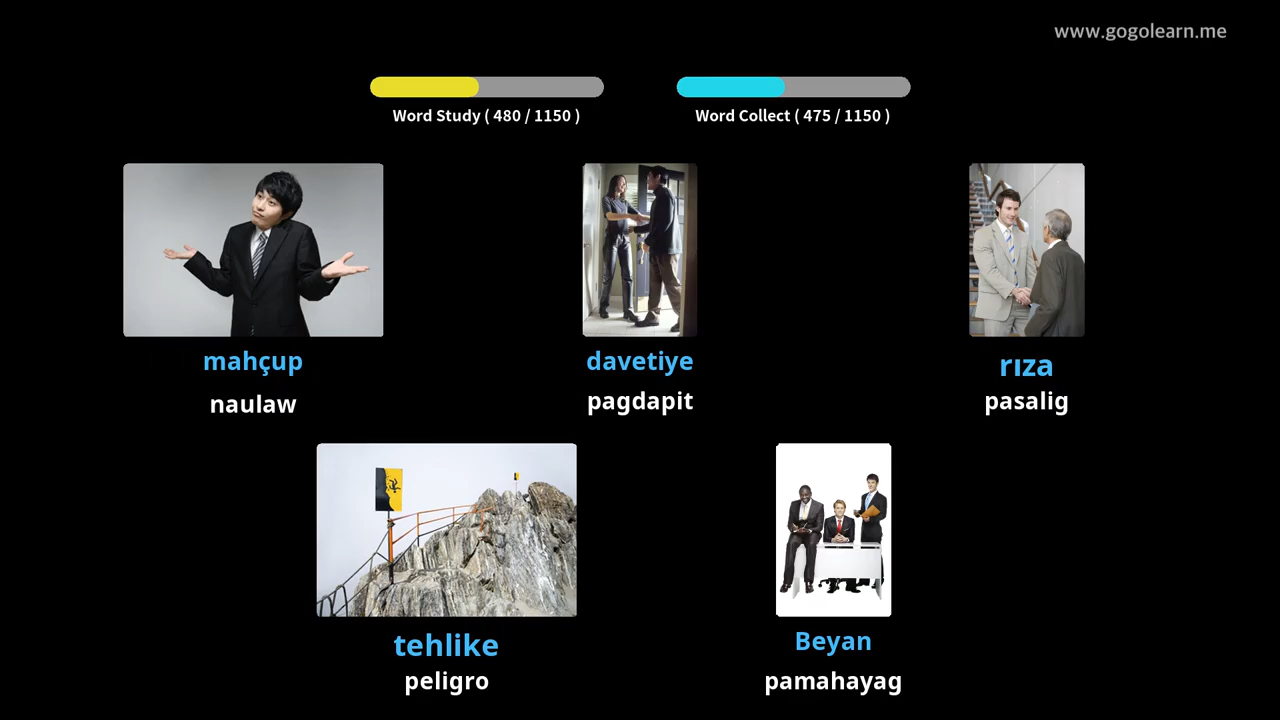 www.gogolearn.me
Word Study ( 480 / 1150 )
Word Collect ( 475 / 1150 )
mahçup
naulaw
davetiye
pagdapit
rıza
pasalig
tehlike
peligro
Beyan
pamahayag